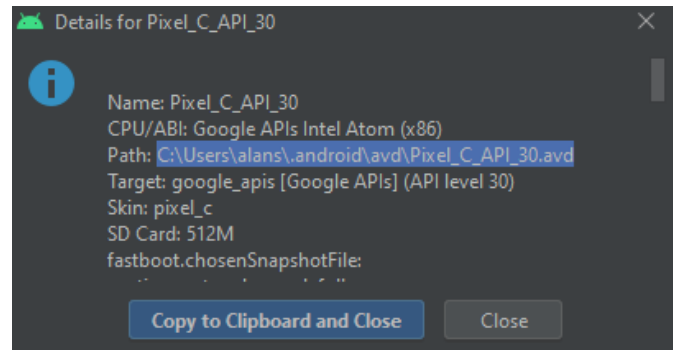 Details for Pixel_C_API_30
Name: Pixel_C_API_30
CPU/ABI: Google APIs Intel Atom (x86)
Path: C:\Users\alans\.android\avd\Pixel_C_API_30.avd
Target: google_apis [Google APIs] (API level 30)
Skin: pixel_c
SD Card: 512M
fastboot.chosenSnapshotFile:
Copy to Clipboard and Close
Close